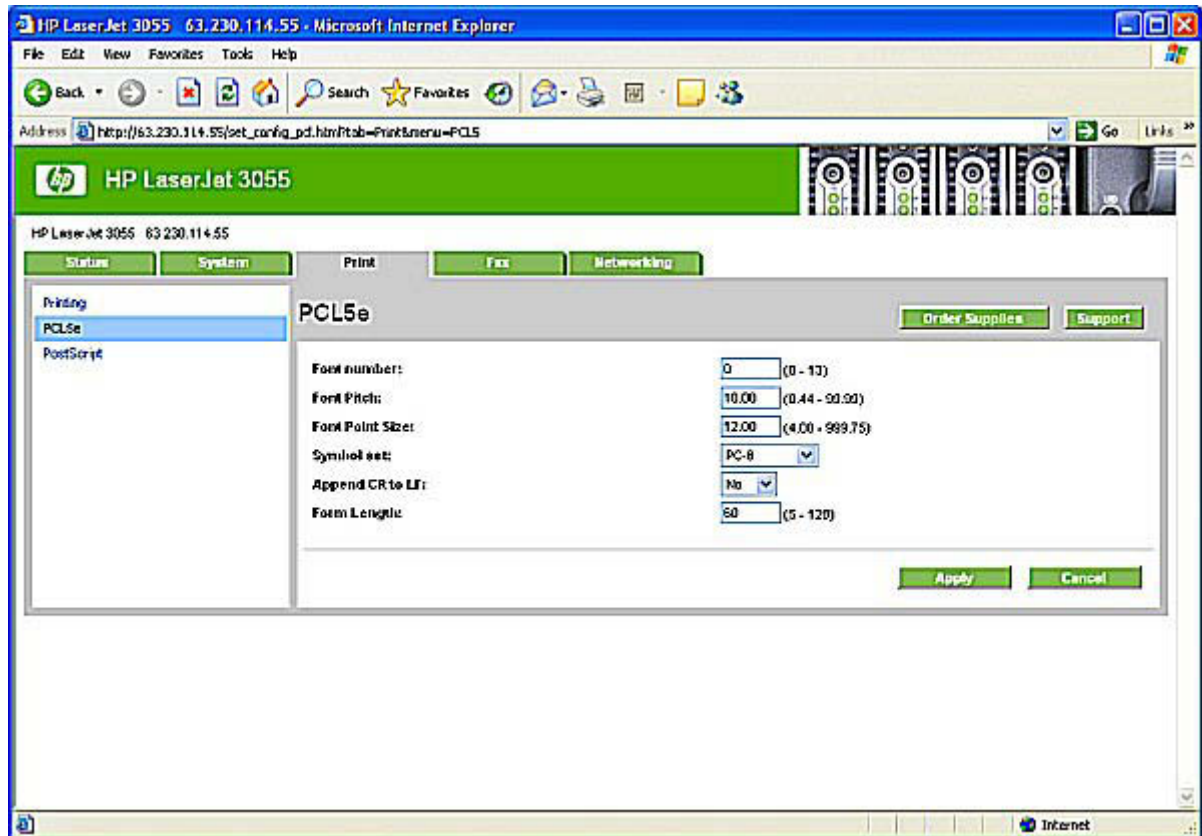 HP LaserJet 3055 63.230.114.55 - Microsoft Internet Explorer
File Edit View Favorites Tools Help
Back Search Favorites
Address http://63.230.114.55/set_config_pcl.htm?tab=Print&menu=PCL5 Go Links »
hp HP LaserJet 3055
HP LaserJet 3055 63.230.114.55
Status System Print Fax Networking
Printing
PCL5e
PostScript
PCL5e
Order Supplies Support
Font number: 0 (0 - 13)
Font Pitch: 10.00 (0.44 - 99.99)
Font Point Size: 12.00 (4.00 - 999.75)
Symbol set: PC-8
Append CR to LF: No
Form Length: 60 (5 - 128)
Apply Cancel
Internet